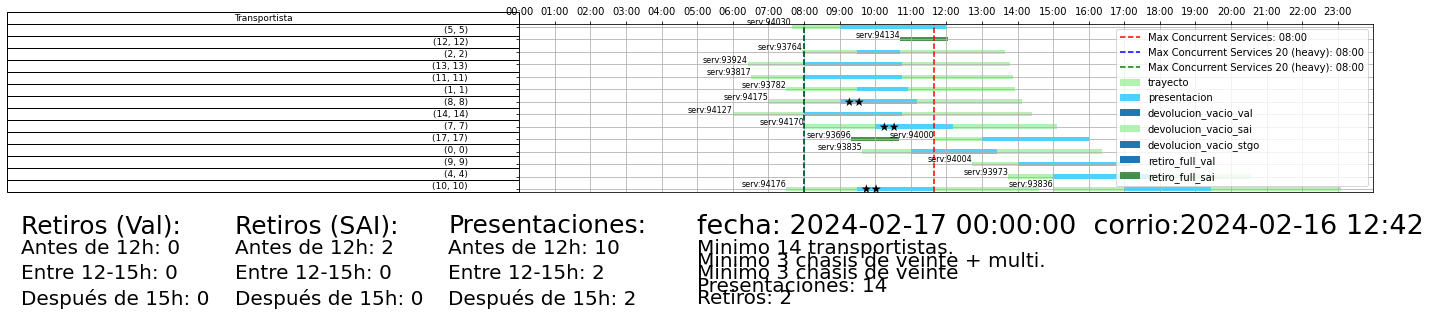 Transportista
00:00 01:00 02:00 03:00 04:00 05:00 06:00 07:00 08:00 09:00 10:00 11:00 12:00 13:00 14:00 15:00 16:00 17:00 18:00 19:00 20:00 21:00 22:00 23:00
(5, 5)
(12, 12)
(2, 2)
(13, 13)
(11, 11)
(1, 1)
(8, 8)
(14, 14)
(7, 7)
(17, 17)
(0, 0)
(9, 9)
(4, 4)
(10, 10)
serv:94030
serv:94134
serv:93764
serv:93924
serv:93817
serv:93782
serv:94175
serv:94127
serv:94170
serv:93696
serv:94000
serv:93835
serv:94004
serv:93973
serv:94176
serv:93836
Max Concurrent Services: 08:00
Max Concurrent Services 20 (heavy): 08:00
Max Concurrent Services 20 (heavy): 08:00
trayecto
presentacion
devolucion_vacio_val
devolucion_vacio_sai
devolucion_vacio_stgo
retiro_full_val
retiro_full_sai
Retiros (Val):
Antes de 12h: 0
Entre 12-15h: 0
Después de 15h: 0
Retiros (SAI):
Antes de 12h: 2
Entre 12-15h: 0
Después de 15h: 0
Presentaciones:
Antes de 12h: 10
Entre 12-15h: 2
Después de 15h: 2
fecha: 2024-02-17 00:00:00 corrio:2024-02-16 12:42
Minimo 14 transportistas.
Minimo 3 chasis de veinte + multi.
Minimo 3 chasis de veinte
Presentaciones: 14
Retiros: 2